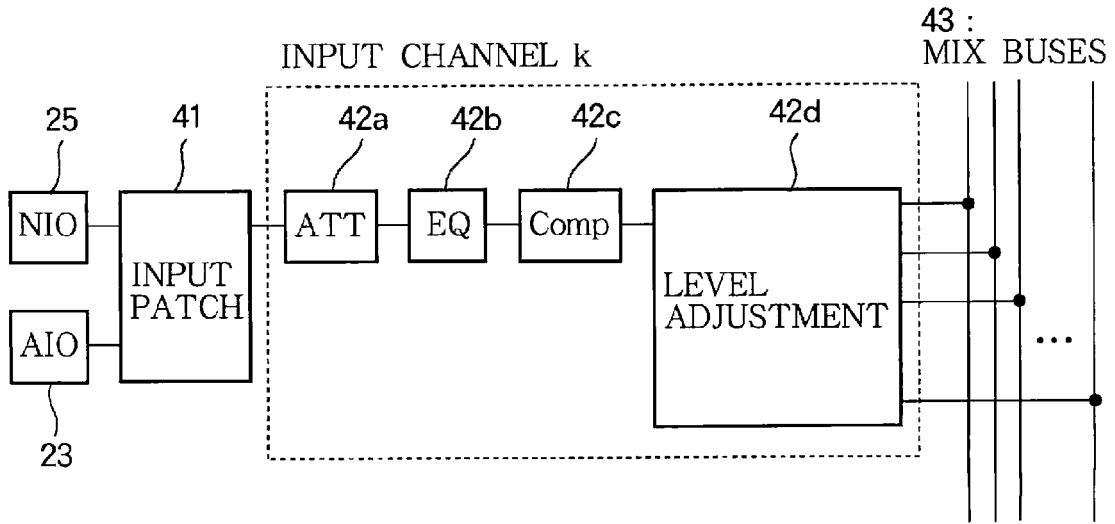 43 :
MIX BUSES
INPUT CHANNEL k
25
41
42a
42b
42c
42d
NIO
INPUT
PATCH
ATT
EQ
Comp
LEVEL
ADJUSTMENT
AIO
...
23